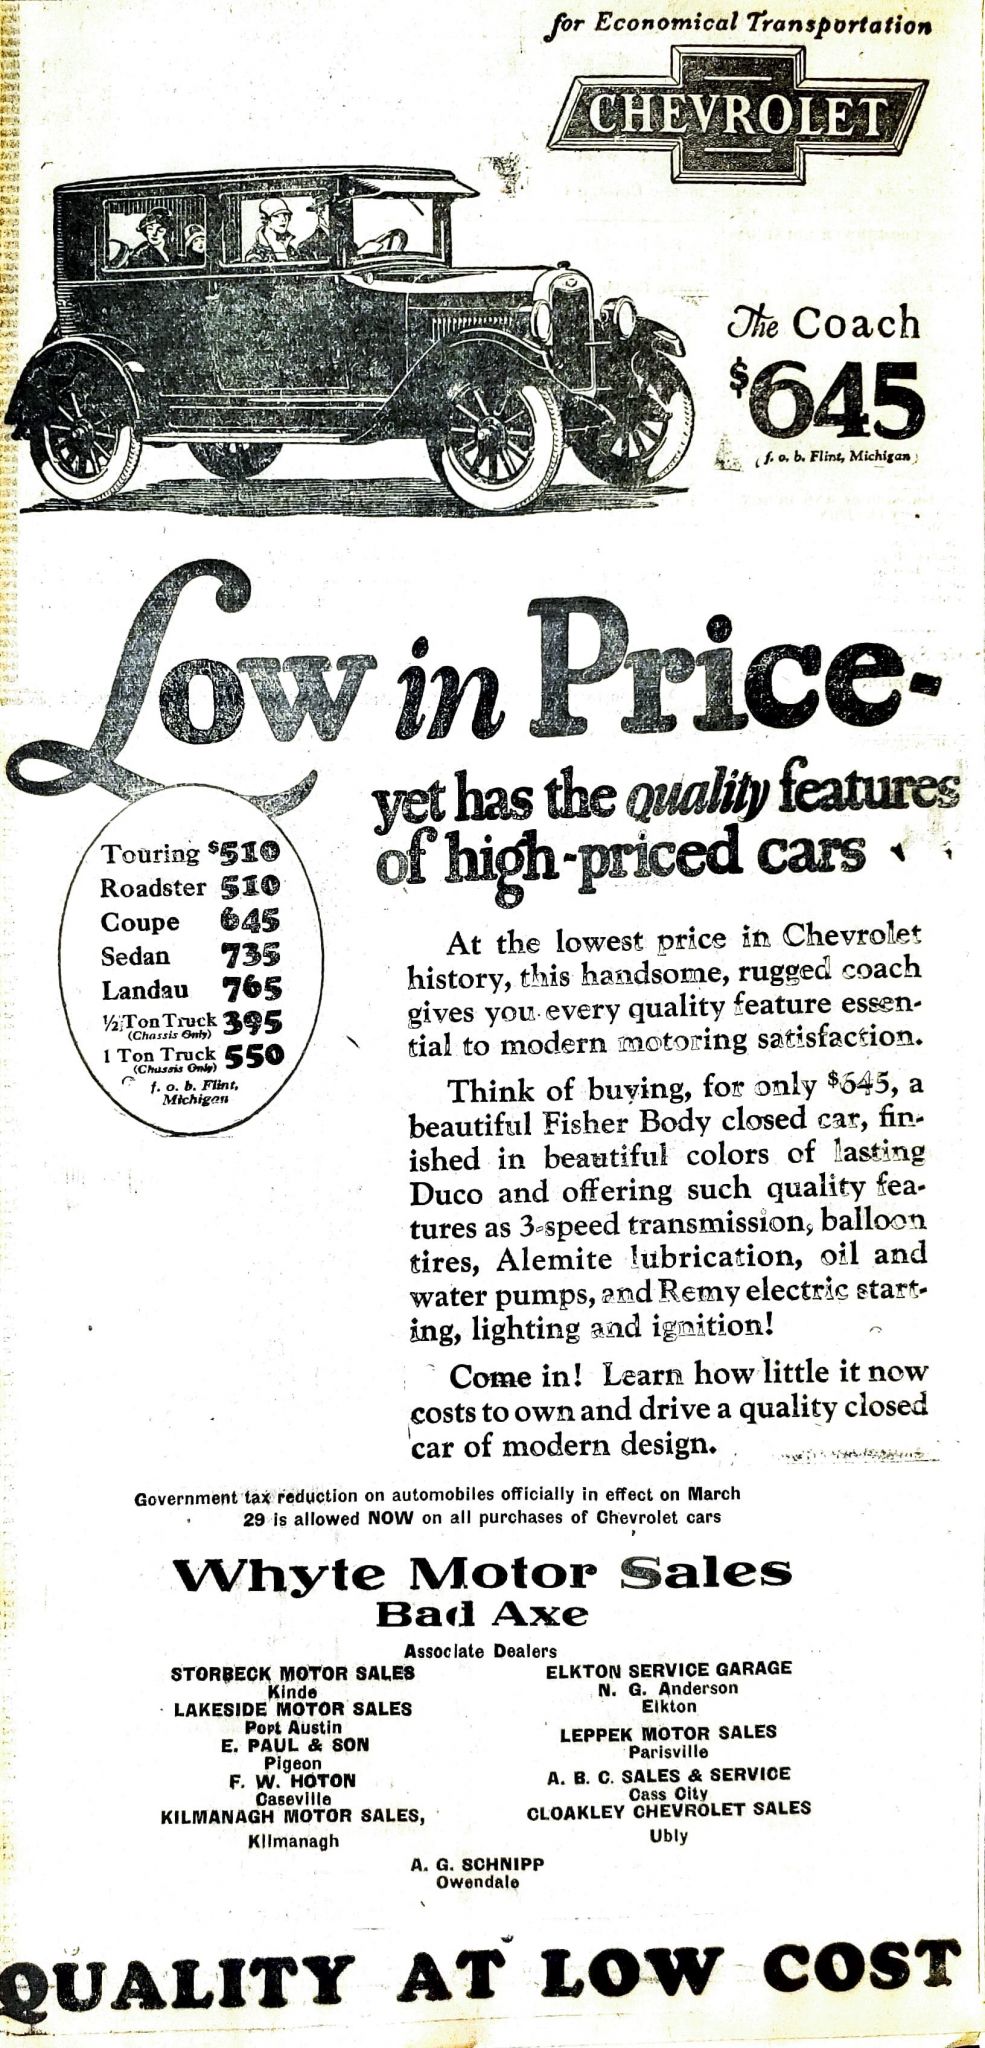 for Economical Transportation
CHEVROLET
The Coach
$645
(f. o. b. Flint, Michigan)
Low in Price-
yet has the quality features
of high-priced cars
Touring $510
Roadster 510
Coupe 645
Sedan 735
Landau 765
½ Ton Truck 395
(Chassis Only)
1 Ton Truck 550
(Chassis Only)
f. o. b. Flint,
Michigan
At the lowest price in Chevrolet
history, this handsome, rugged coach
gives you every quality feature essen-
tial to modern motoring satisfaction.
Think of buying, for only $645, a
beautiful Fisher Body closed car, fin-
ished in beautiful colors of lasting
Duco and offering such quality fea-
tures as 3-speed transmission, balloon
tires, Alemite lubrication, oil and
water pumps, and Remy electric start-
ing, lighting and ignition!
Come in! Learn how little it now
costs to own and drive a quality closed
car of modern design.
Government tax reduction on automobiles officially in effect on March
29 is allowed NOW on all purchases of Chevrolet cars
Whyte Motor Sales
Bad Axe
Associate Dealers
STORBECK MOTOR SALES
Kinde
LAKESIDE MOTOR SALES
Port Austin
E. PAUL & SON
Pigeon
F. W. HOTON
Caseville
KILMANAGH MOTOR SALES,
Kilmanagh
ELKTON SERVICE GARAGE
N. G. Anderson
Elkton
LEPPEK MOTOR SALES
Parisville
A. B. C. SALES & SERVICE
Cass City
CLOAKLEY CHEVROLET SALES
Ubly
A. G. SCHNIPP
Owendale
QUALITY AT LOW COST